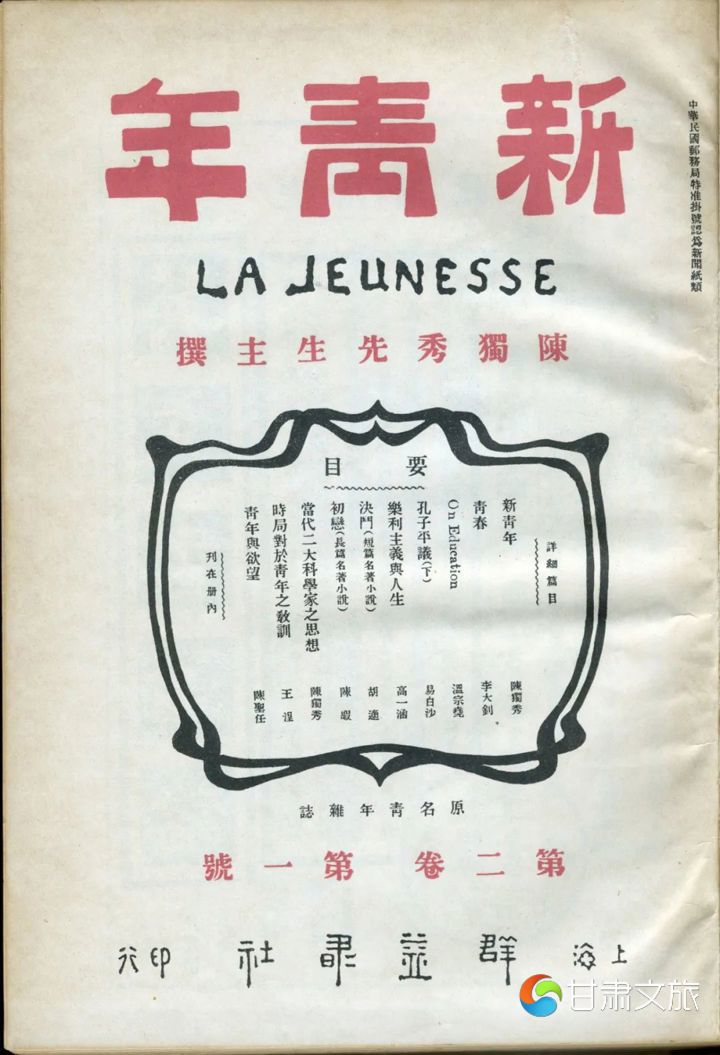 新青年
LA JEUNESSE
陳獨秀先生主撰
中華民國郵務局特准掛號認爲新聞紙類
要目
詳細篇目
新青年 陳獨秀
青春 李大釗
On Education 溫宗堯
孔子平議(下) 易白沙
樂利主義與人生 高一涵
決鬥(短篇名著小說) 胡適
初戀(長篇名著小說) 陳嘏
當代二大科學家之思想 陳獨秀
時局對於青年之敎訓 王湼
青年與欲望 陳聖任
刊在册內
原名青年雜誌
第二卷 第一號
上海 群益書社 印行
甘肃文旅